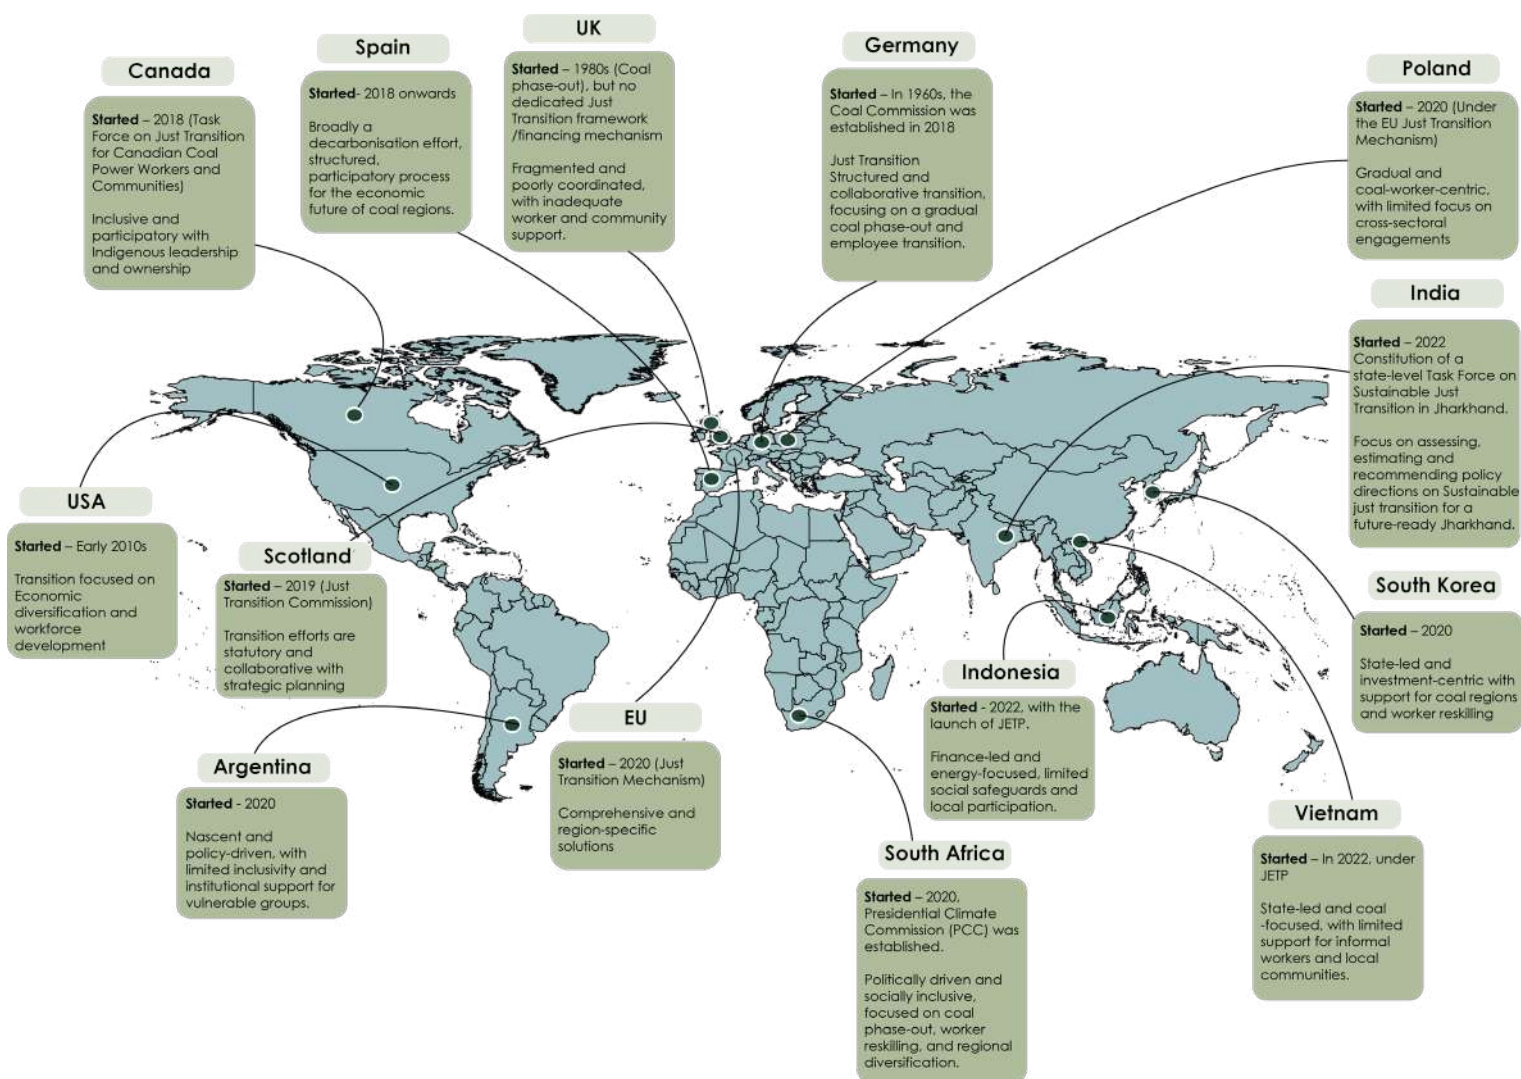 Canada
Started – 2018 (Task
Force on Just Transition
for Canadian Coal
Power Workers and
Communities)
Inclusive and
participatory with
Indigenous leadership
and ownership
Spain
Started- 2018 onwards
Broadly a
decarbonisation effort,
structured,
participatory process
for the economic
future of coal regions.
UK
Started – 1980s (Coal
phase-out), but no
dedicated Just
Transition framework
/financing mechanism
Fragmented and
poorly coordinated,
with inadequate
worker and community
support.
Germany
Started – In 1960s, the
Coal Commission was
established in 2018
Just Transition
Structured and
collaborative transition,
focusing on a gradual
coal phase-out and
employee transition.
Poland
Started – 2020 (Under
the EU Just Transition
Mechanism)
Gradual and
coal-worker-centric,
with limited focus on
cross-sectoral
engagements
India
Started – 2022
Constitution of a
state-level Task Force on
Sustainable Just
Transition in Jharkhand.
Focus on assessing,
estimating and
recommending policy
directions on Sustainable
just transition for a
future-ready Jharkhand.
USA
Started – Early 2010s
Transition focused on
Economic
diversification and
workforce
development
Scotland
Started – 2019 (Just
Transition Commission)
Transition efforts are
statutory and
collaborative with
strategic planning
South Korea
Started – 2020
State-led and
investment-centric with
support for coal regions
and worker reskilling
Indonesia
Started - 2022, with the
launch of JETP.
Finance-led and
energy-focused, limited
social safeguards and
local participation.
EU
Started – 2020 (Just
Transition Mechanism)
Comprehensive and
region-specific
solutions
Argentina
Started - 2020
Nascent and
policy-driven, with
limited inclusivity and
institutional support for
vulnerable groups.
South Africa
Started – 2020,
Presidential Climate
Commission (PCC) was
established.
Politically driven and
socially inclusive,
focused on coal
phase-out, worker
reskilling, and regional
diversification.
Vietnam
Started – In 2022, under
JETP
State-led and coal
-focused, with limited
support for informal
workers and local
communities.